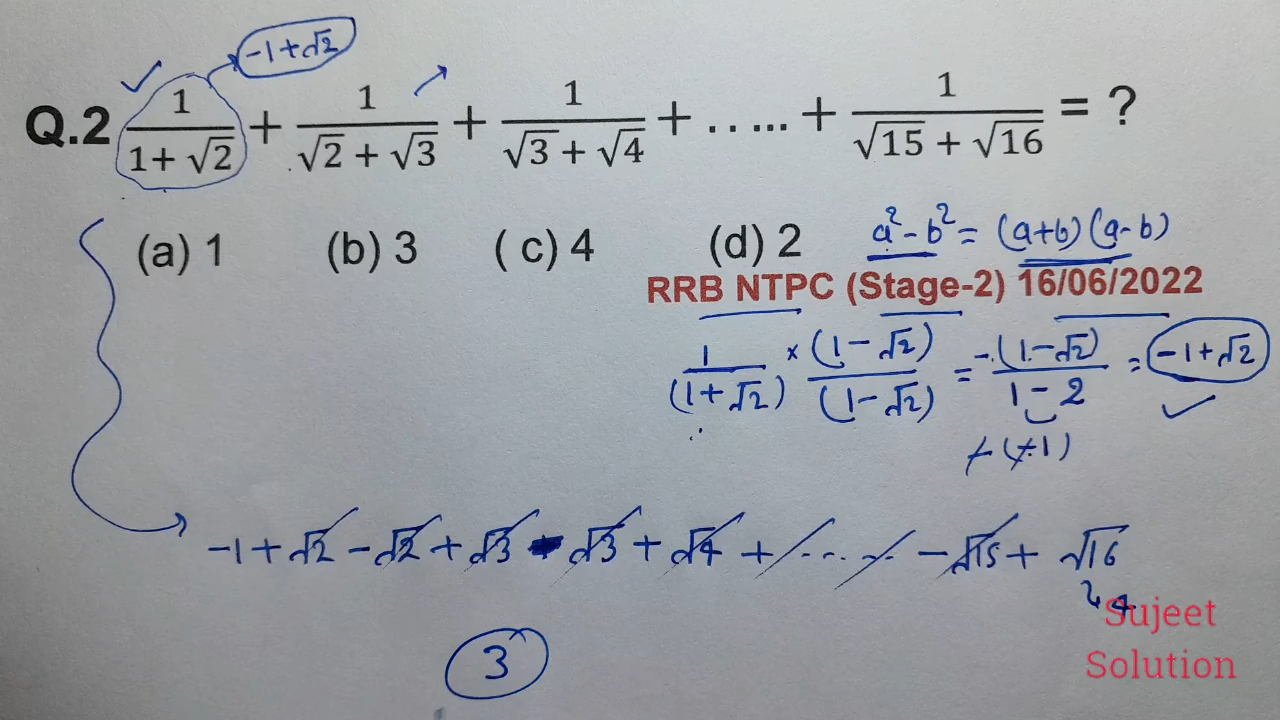 -1+√2
Q.2 1/(1+ √2) + 1/(√2 + √3) + 1/(√3 + √4) + ...... + 1/(√15 + √16) = ?
(a) 1 (b) 3 ( c) 4 (d) 2 a² - b² = (a+b) (a-b)
RRB NTPC (Stage-2) 16/06/2022
1/(1+√2) × (1-√2)/(1-√2) = -(1-√2)/(1-2) = -1+√2
-(-1)
-1+√2 -√2 + √3 - √3 + √4 + ..... - √15 + √16
4
Sujeet
Solution
3